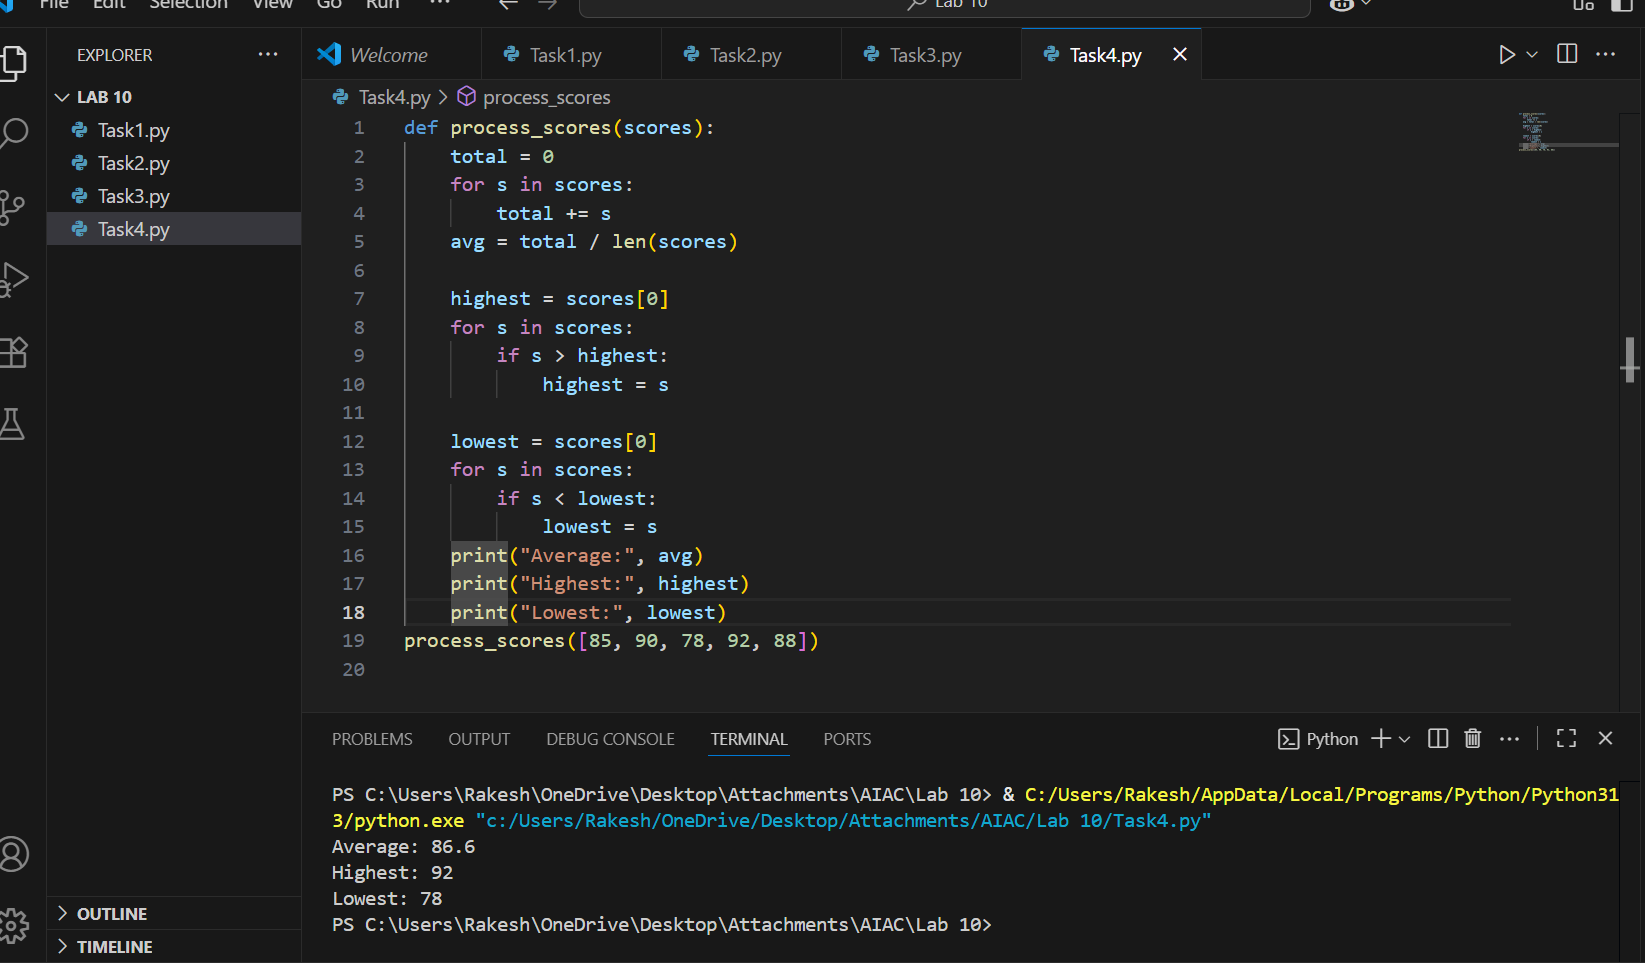 File Edit Selection View Go Run ··· Lab 10
EXPLORER ···
LAB 10
Task1.py
Task2.py
Task3.py
Task4.py
OUTLINE
TIMELINE
Welcome Task1.py Task2.py Task3.py Task4.py
Task4.py > process_scores
1 def process_scores(scores):
2     total = 0
3     for s in scores:
4         total += s
5     avg = total / len(scores)
6
7     highest = scores[0]
8     for s in scores:
9         if s > highest:
10             highest = s
11
12     lowest = scores[0]
13     for s in scores:
14         if s < lowest:
15             lowest = s
16     print("Average:", avg)
17     print("Highest:", highest)
18     print("Lowest:", lowest)
19 process_scores([85, 90, 78, 92, 88])
20
PROBLEMS OUTPUT DEBUG CONSOLE TERMINAL PORTS Python
PS C:\Users\Rakesh\OneDrive\Desktop\Attachments\AIAC\Lab 10> & C:/Users/Rakesh/AppData/Local/Programs/Python/Python31
3/python.exe "c:/Users/Rakesh/OneDrive/Desktop/Attachments/AIAC/Lab 10/Task4.py"
Average: 86.6
Highest: 92
Lowest: 78
PS C:\Users\Rakesh\OneDrive\Desktop\Attachments\AIAC\Lab 10>